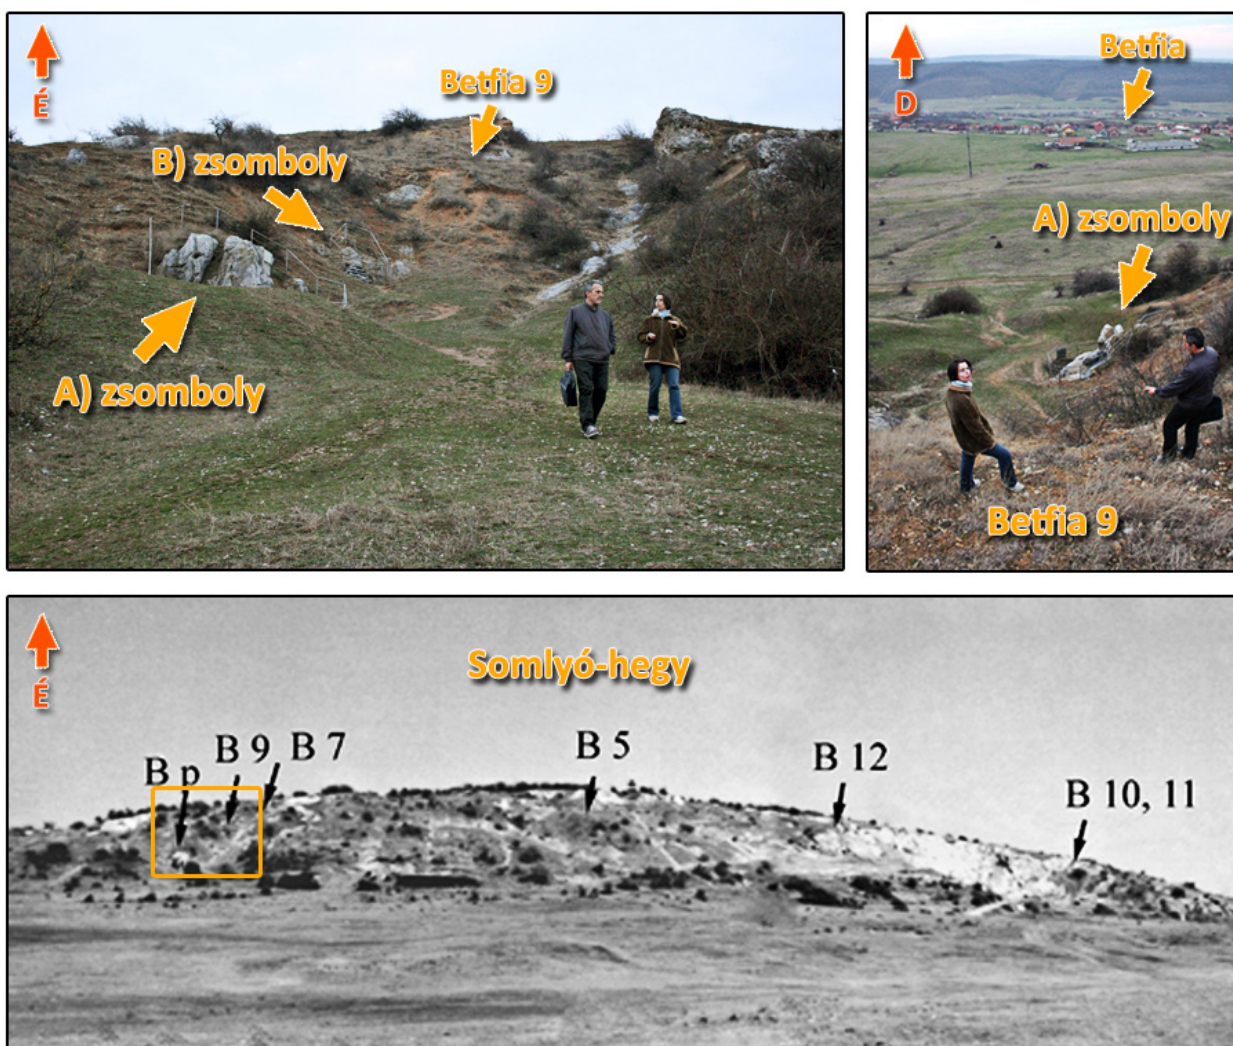 É
Betfia 9
B) zsomboly
A) zsomboly
D
Betfia
A) zsomboly
Betfia 9
É
Somlyó-hegy
B p
B 9
B 7
B 5
B 12
B 10, 11